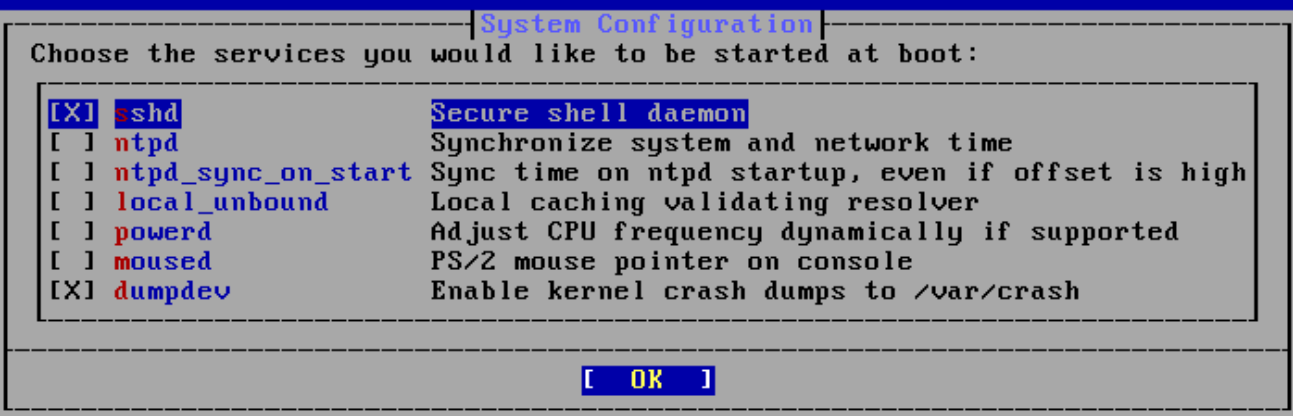 System Configuration
Choose the services you would like to be started at boot:
[X] sshd Secure shell daemon
[ ] ntpd Synchronize system and network time
[ ] ntpd_sync_on_start Sync time on ntpd startup, even if offset is high
[ ] local_unbound Local caching validating resolver
[ ] powerd Adjust CPU frequency dynamically if supported
[ ] moused PS/2 mouse pointer on console
[X] dumpdev Enable kernel crash dumps to /var/crash
[ OK ]